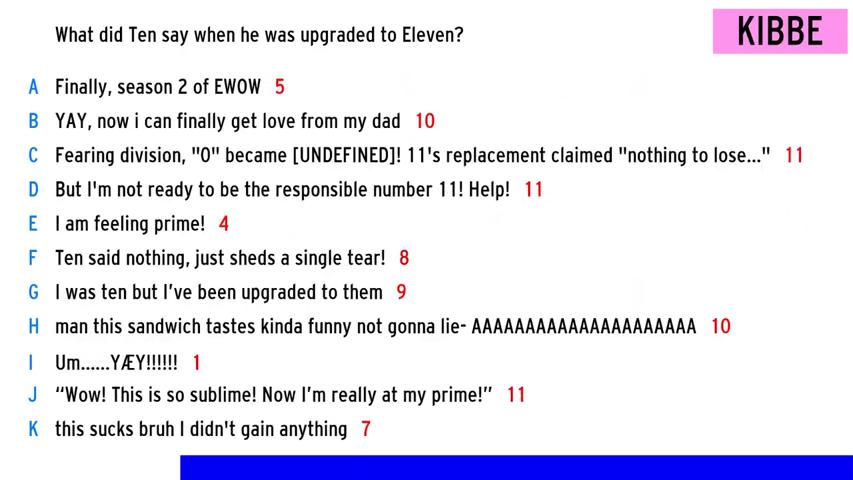 What did Ten say when he was upgraded to Eleven?
KIBBE
A Finally, season 2 of EWOW 5
B YAY, now i can finally get love from my dad 10
C Fearing division, "0" became [UNDEFINED]! 11's replacement claimed "nothing to lose..." 11
D But I'm not ready to be the responsible number 11! Help! 11
E I am feeling prime! 4
F Ten said nothing, just sheds a single tear! 8
G I was ten but I’ve been upgraded to them 9
H man this sandwich tastes kinda funny not gonna lie- AAAAAAAAAAAAAAAAAAAAA 10
I Um......YÆY!!!!!! 1
J “Wow! This is so sublime! Now I’m really at my prime!” 11
K this sucks bruh I didn't gain anything 7